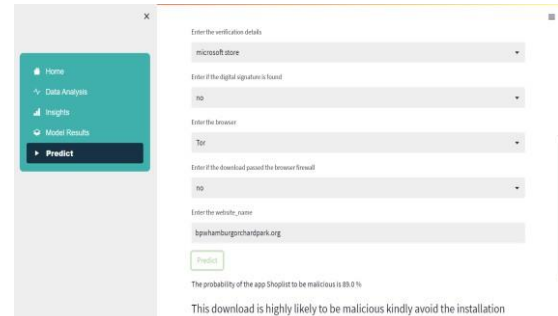 x
Home
Data Analysis
Insights
Model Results
Predict
Enter the verification details
microsoft store
Enter if the digital signature is found
no
Enter the browser
Tor
Enter if the download passed the browser firewall
no
Enter the website_name
bpwhamburgorchardpark.org
Predict
The probability of the app Shoplist to be malicious is 89.0 %
This download is highly likely to be malicious kindly avoid the installation